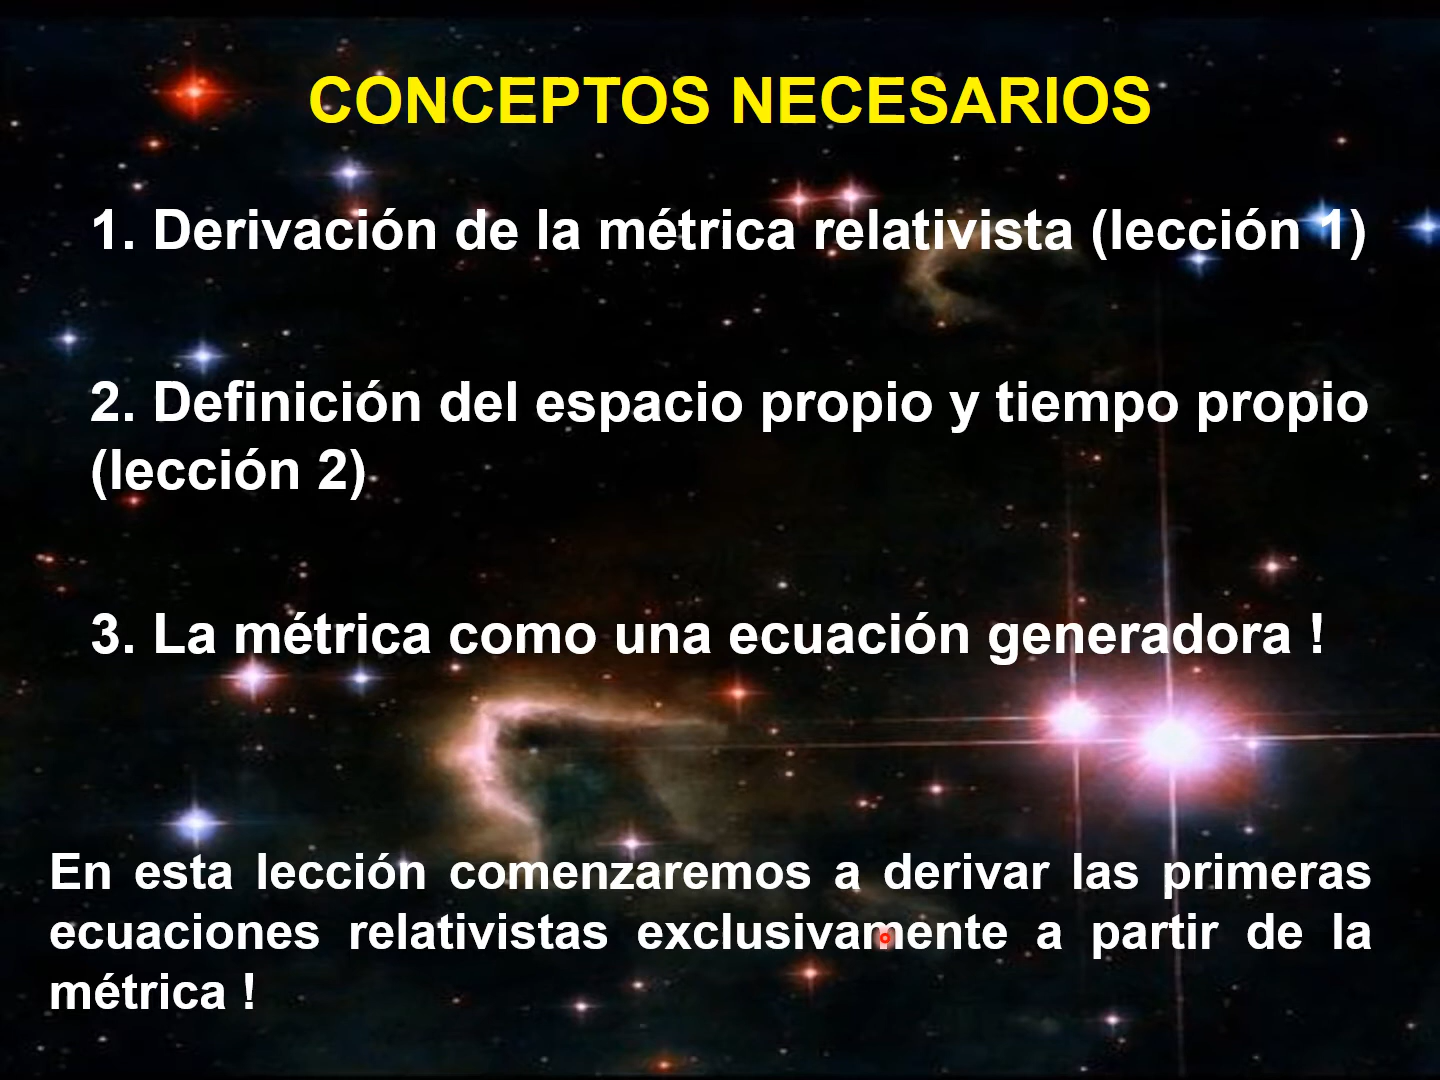 CONCEPTOS NECESARIOS
1. Derivación de la métrica relativista (lección 1)
2. Definición del espacio propio y tiempo propio
(lección 2)
3. La métrica como una ecuación generadora !
En esta lección comenzaremos a derivar las primeras
ecuaciones relativistas exclusivamente a partir de la
métrica !